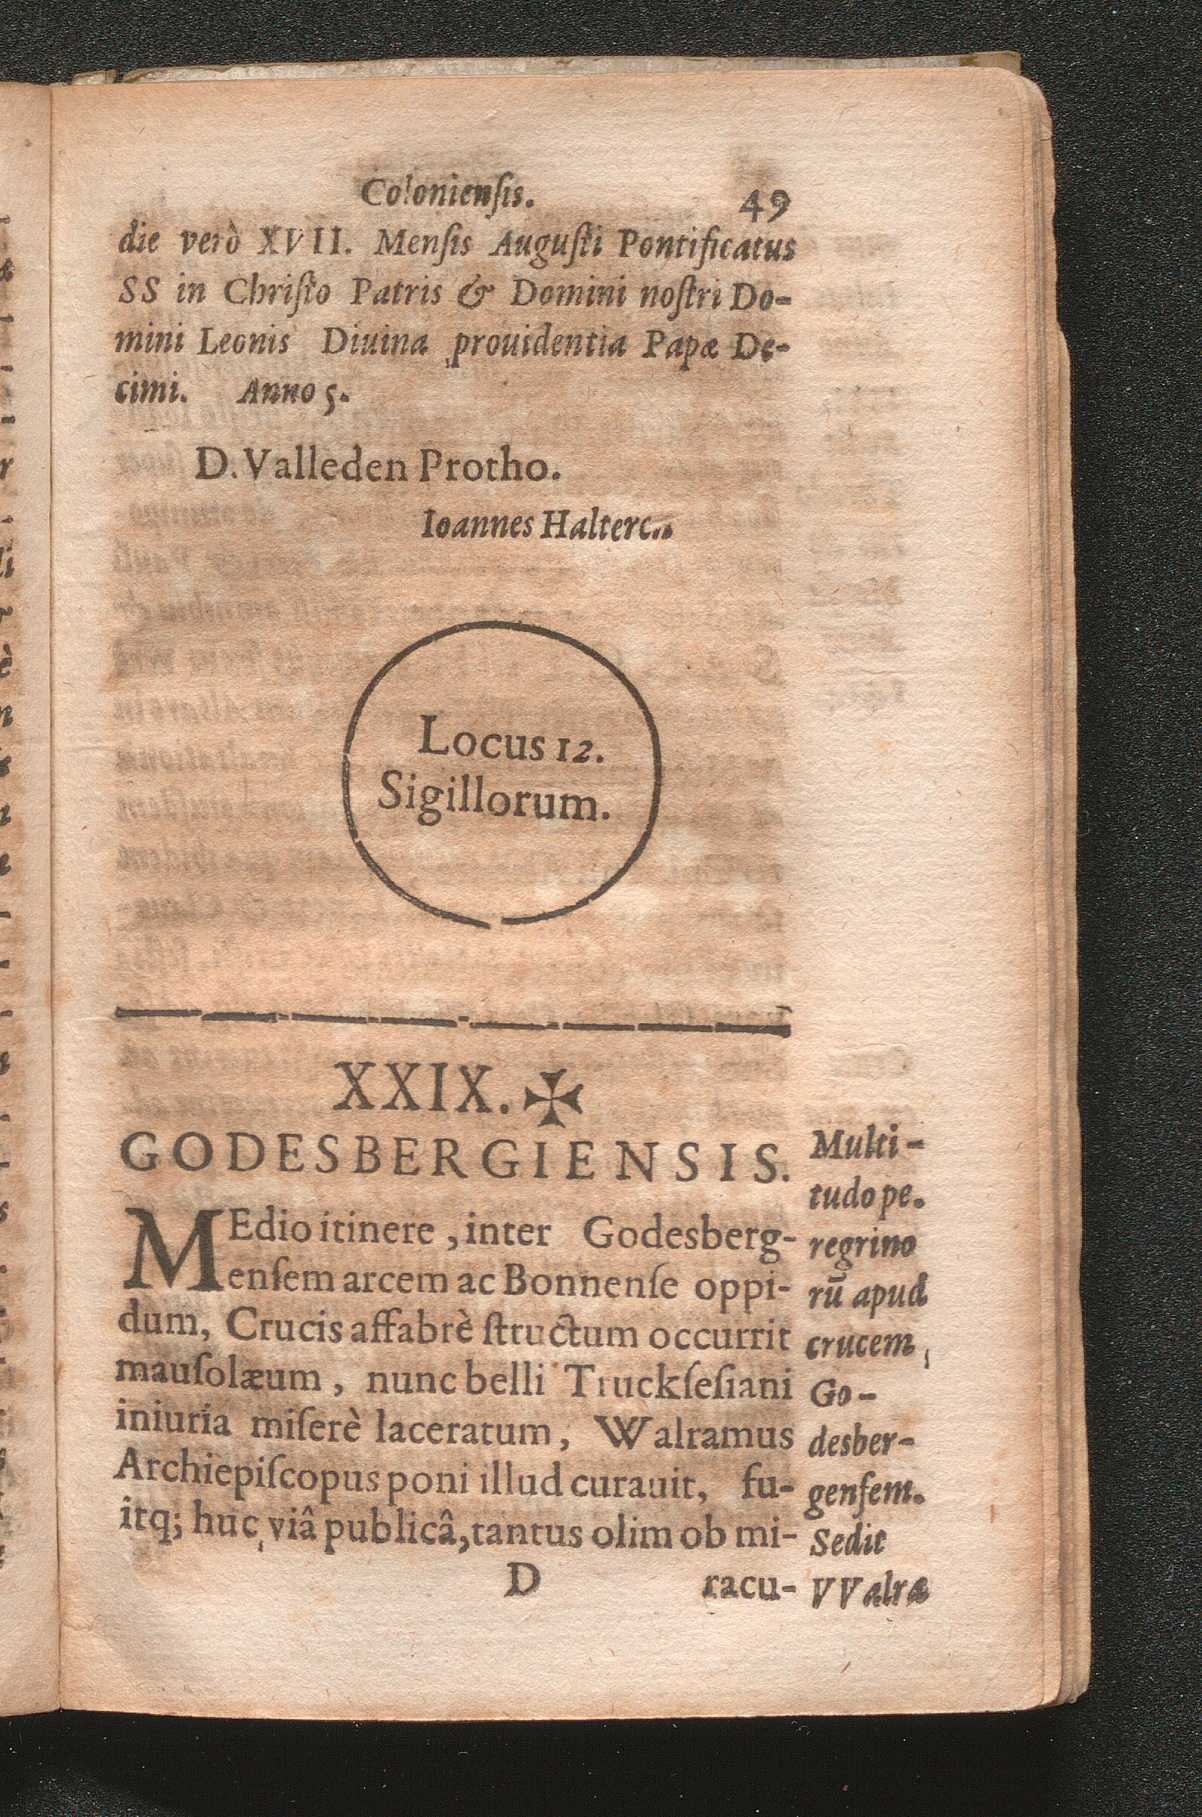 Coloniensis. 49
die verò XVII. Mensis Augusti Pontificatus
SS in Christo Patris & Domini nostri Do-
mini Leonis Diuina prouidentia Papæ De-
cimi. Anno 5.
D. Valleden Protho.
Ioannes Halteren
Locus 12.
Sigillorum.
XXIX. ✠
GODESBERGIENSIS.
MEdio itinere, inter Godesberg-
ensem arcem ac Bonnense oppi-
dum, Crucis affabrè structum occurrit
mausolæum, nunc belli Trucksesiani
iniuria miserè laceratum, Walramus
Archiepiscopus poni illud curauit, fu-
itq; huc viâ publicâ, tantus olim ob mi-
D racu-
Multi-
tudo pe.
regrino
rū apud
crucem,
Go-
desber-
gensem.
Sedit
VValræ